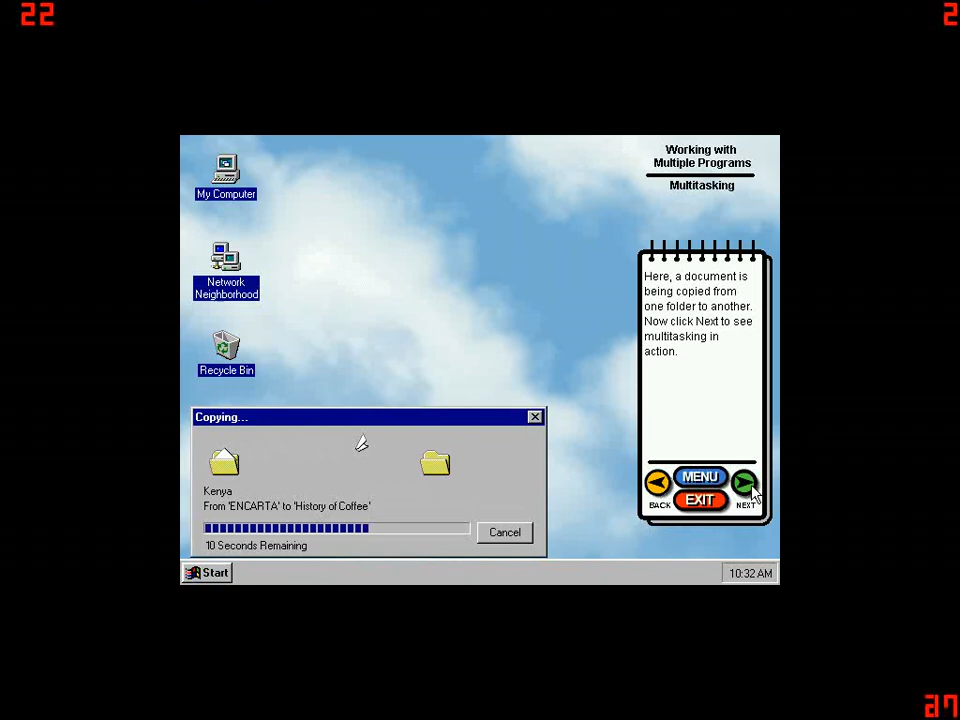 22
2
Working with
Multiple Programs
Multitasking
My Computer
Network
Neighborhood
Recycle Bin
Here, a document is
being copied from
one folder to another.
Now click Next to see
multitasking in
action.
MENU
EXIT
BACK
NEXT
Copying...
Kenya
From 'ENCARTA' to 'History of Coffee'
Cancel
10 Seconds Remaining
Start
10:32 AM